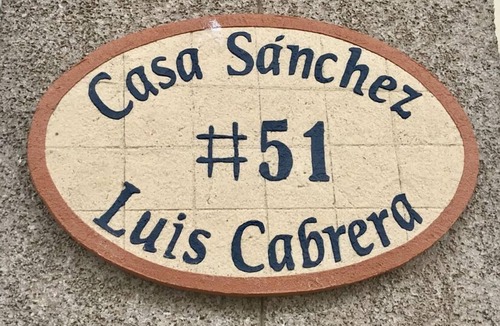 Casa Sánchez
#51
Luis Cabrera